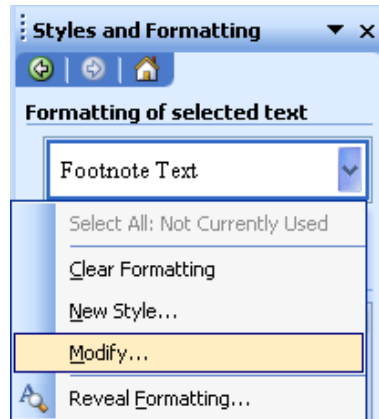 Styles and Formatting
Formatting of selected text
Footnote Text
Select All: Not Currently Used
Clear Formatting
New Style...
Modify...
Reveal Formatting...